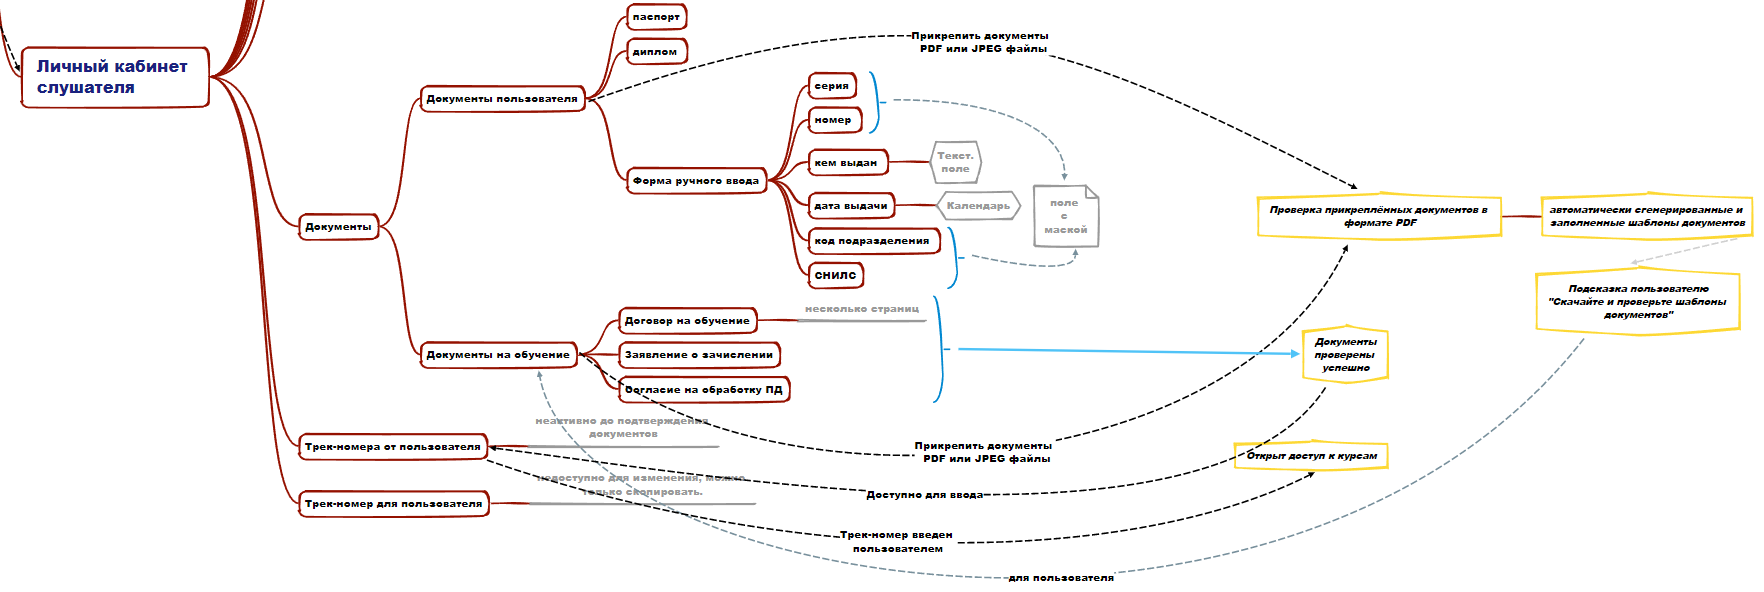 Личный кабинет
слушателя
Документы
Документы пользователя
паспорт
диплом
Форма ручного ввода
серия
номер
кем выдан
Текст.
поле
дата выдачи
Календарь
код подразделения
СНИЛС
поле
с
маской
Прикрепить документы
PDF или JPEG файлы
Проверка прикреплённых документов в
формате PDF
автоматически сгенерированные и
заполненные шаблоны документов
Подсказка пользователю
"Скачайте и проверьте шаблоны
документов"
Документы на обучение
Договор на обучение
несколько страниц
Заявление о зачислении
Согласие на обработку ПД
Документы
проверены
успешно
Прикрепить документы
PDF или JPEG файлы
Открыт доступ к курсам
Трек-номера от пользователя
неактивно до подтверждения
документов
Доступно для ввода
Трек-номер для пользователя
недоступно для изменения, можно
только скопировать.
Трек-номер введен
пользователем
для пользователя